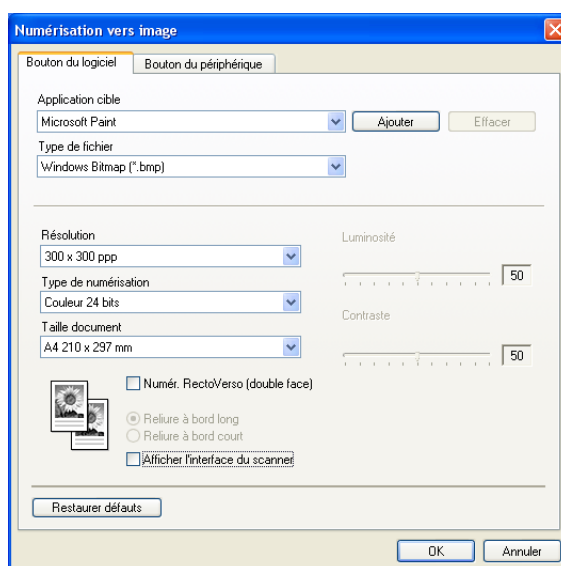 Numérisation vers image
Bouton du logiciel
Bouton du périphérique
Application cible
Microsoft Paint
Ajouter
Effacer
Type de fichier
Windows Bitmap (*.bmp)
Résolution
300 x 300 ppp
Type de numérisation
Couleur 24 bits
Taille document
A4 210 x 297 mm
Luminosité
50
Contraste
50
Numér. RectoVerso (double face)
Reliure à bord long
Reliure à bord court
Afficher l'interface du scanner
Restaurer défauts
OK
Annuler